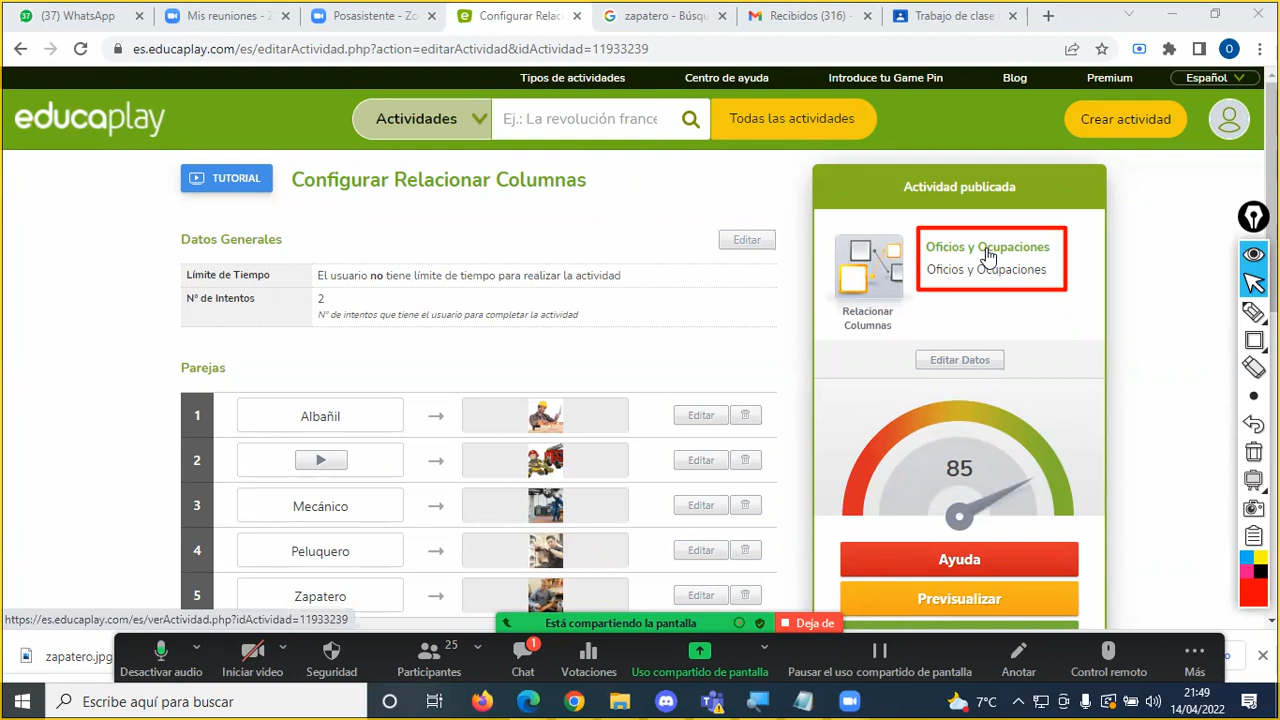 (37) WhatsApp
Mis reuniones - Z
Posasistente - Zo
Configurar Relac
zapatero - Búsqu
Recibidos (316) -
Trabajo de clase
es.educaplay.com/es/editarActividad.php?action=editarActividad&idActividad=11933239
O
Tipos de actividades
Centro de ayuda
Introduce tu Game Pin
Blog
Premium
Español
educaplay
Actividades
Ej.: La revolución france
Todas las actividades
Crear actividad
TUTORIAL
Configurar Relacionar Columnas
Actividad publicada
Datos Generales
Editar
Oficios y Ocupaciones
Oficios y Ocupaciones
Límite de Tiempo
El usuario no tiene límite de tiempo para realizar la actividad
Nº de Intentos
2
Nº de intentos que tiene el usuario para completar la actividad
Relacionar
Columnas
Editar Datos
Parejas
1
Albañil
Editar
2
Editar
3
Mecánico
Editar
4
Peluquero
Editar
5
Zapatero
Editar
85
Ayuda
Previsualizar
https://es.educaplay.com/es/verActividad.php?idActividad=11933239
Está compartiendo la pantalla
Deja de
zapatero.jpg
Desactivar audio
Iniciar video
Seguridad
25
Participantes
1
Chat
Votaciones
Uso compartido de pantalla
Pausar el uso compartido de pantalla
Anotar
Control remoto
Más
Escribe aquí para buscar
7°C
21:49
14/04/2022